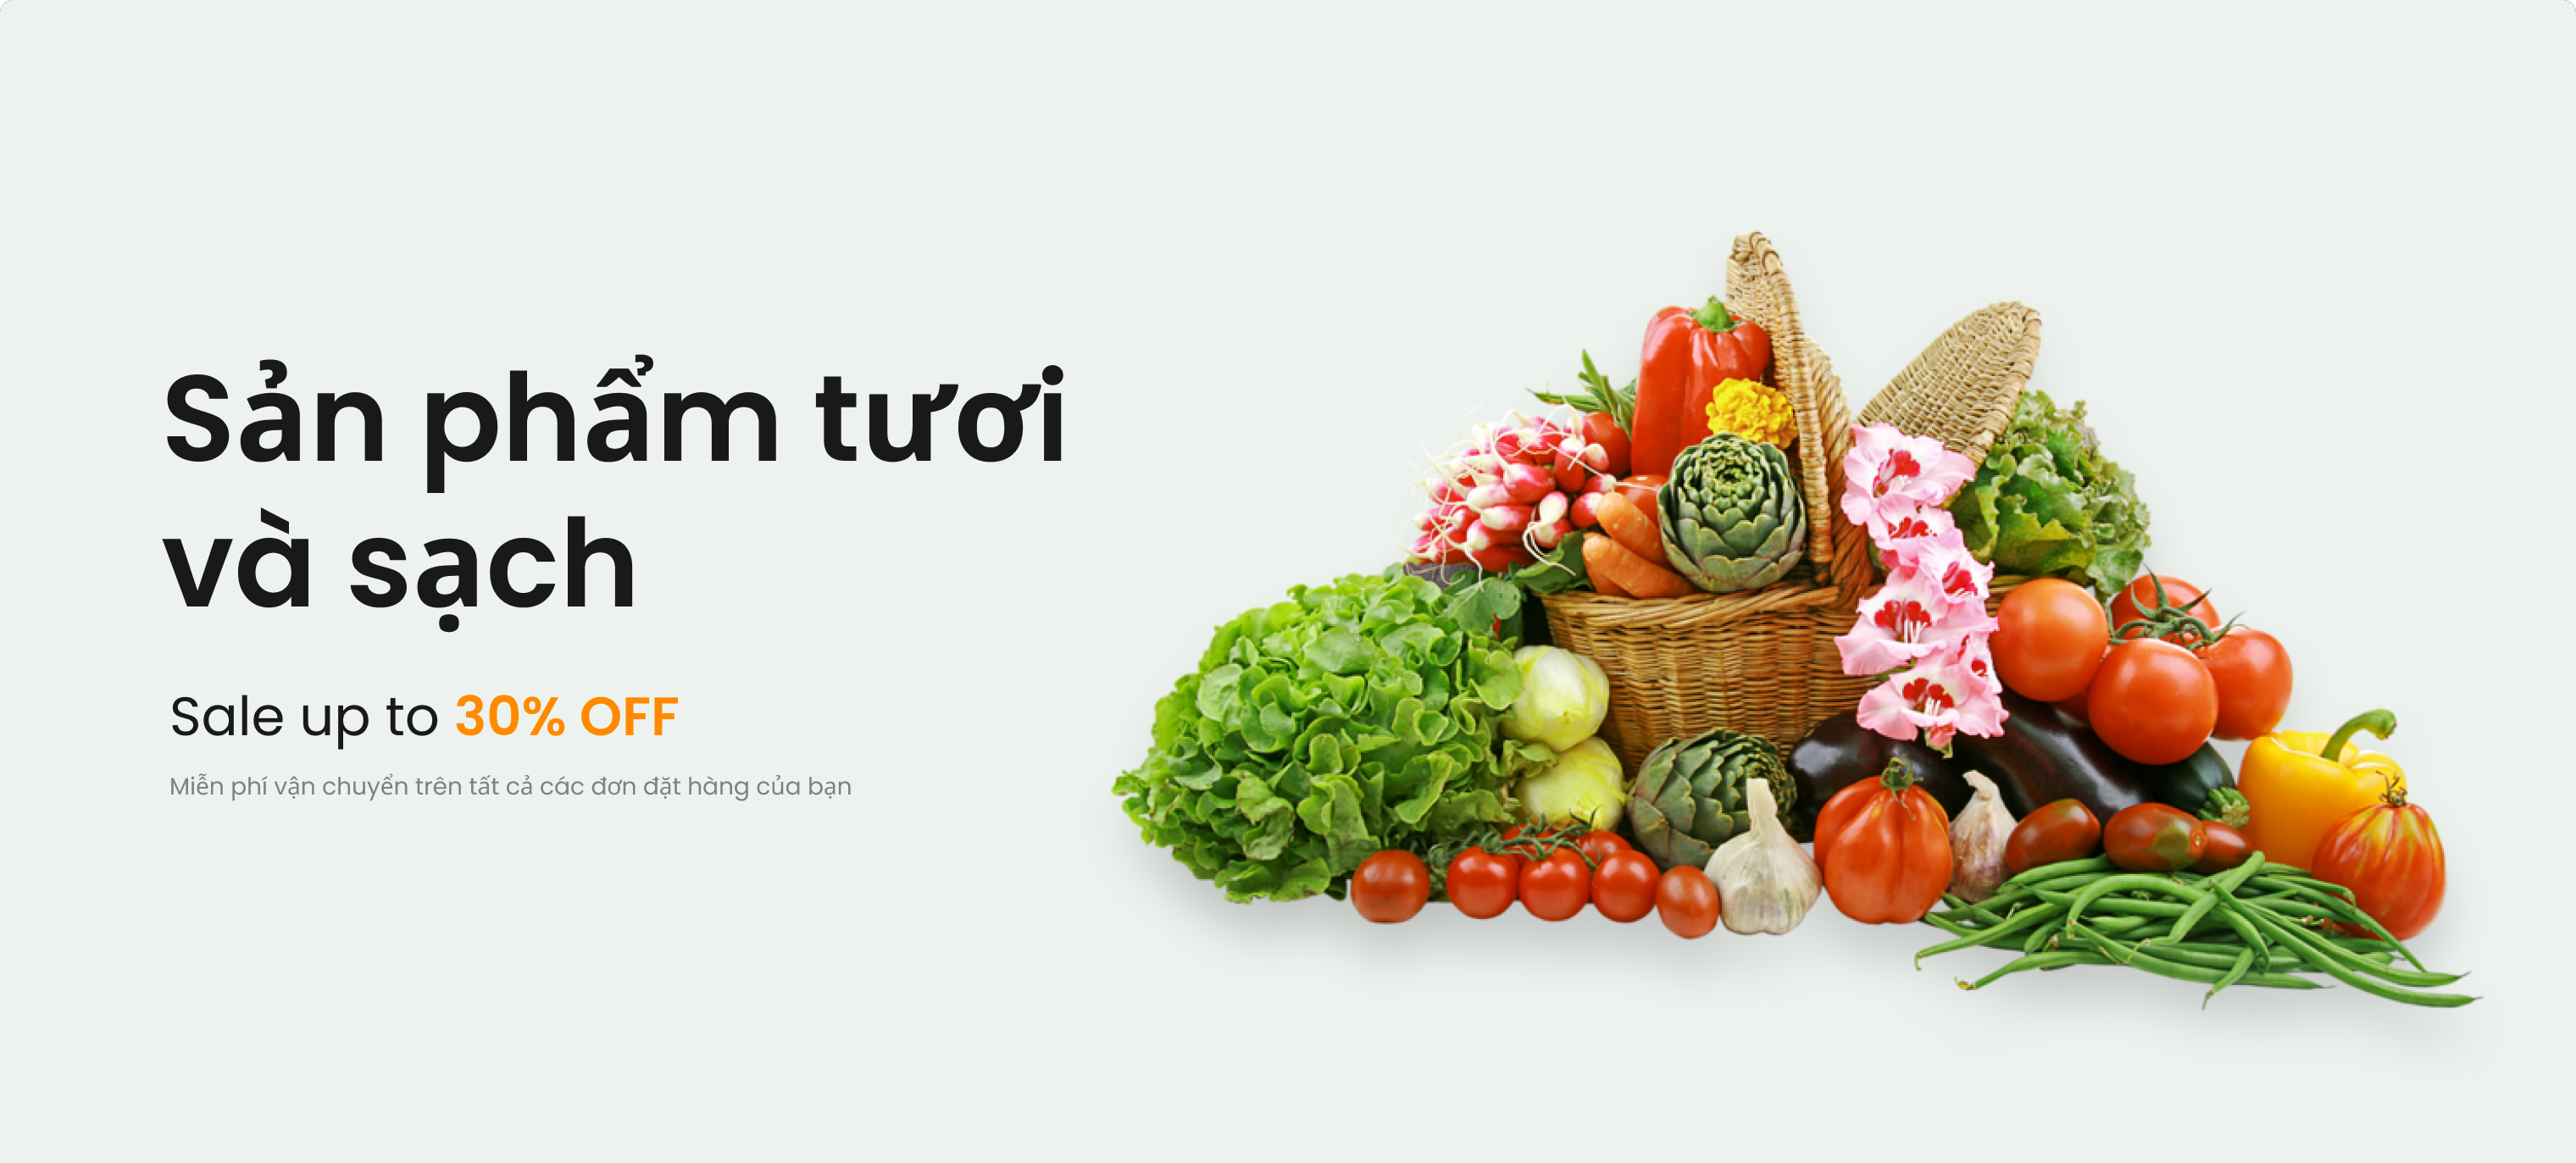 Sản phẩm tươi
và sạch
Sale up to 30% OFF
Miễn phí vận chuyển trên tất cả các đơn đặt hàng của bạn